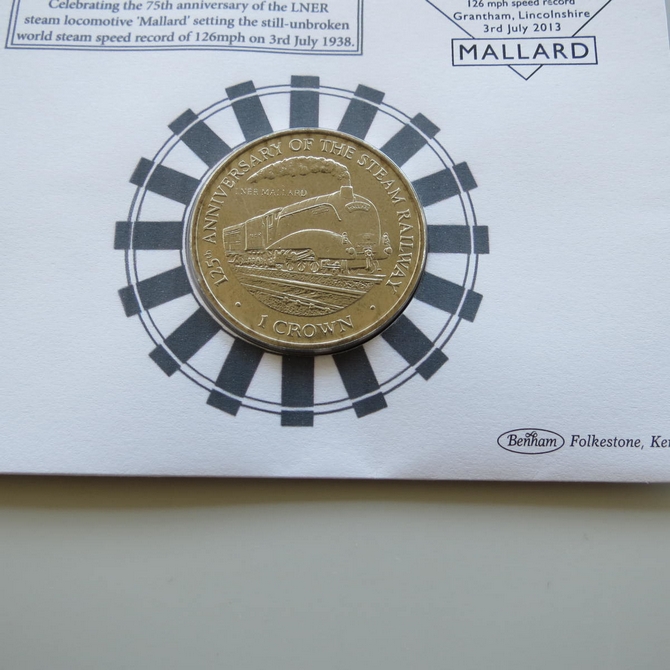 Celebrating the 75th anniversary of the LNER
steam locomotive 'Mallard' setting the still-unbroken
world steam speed record of 126mph on 3rd July 1938.
126 mph speed record
Grantham, Lincolnshire
3rd July 2013
MALLARD
125TH ANNIVERSARY OF THE STEAM RAILWAY
LNER MALLARD
• 1 CROWN •
Benham Folkestone,